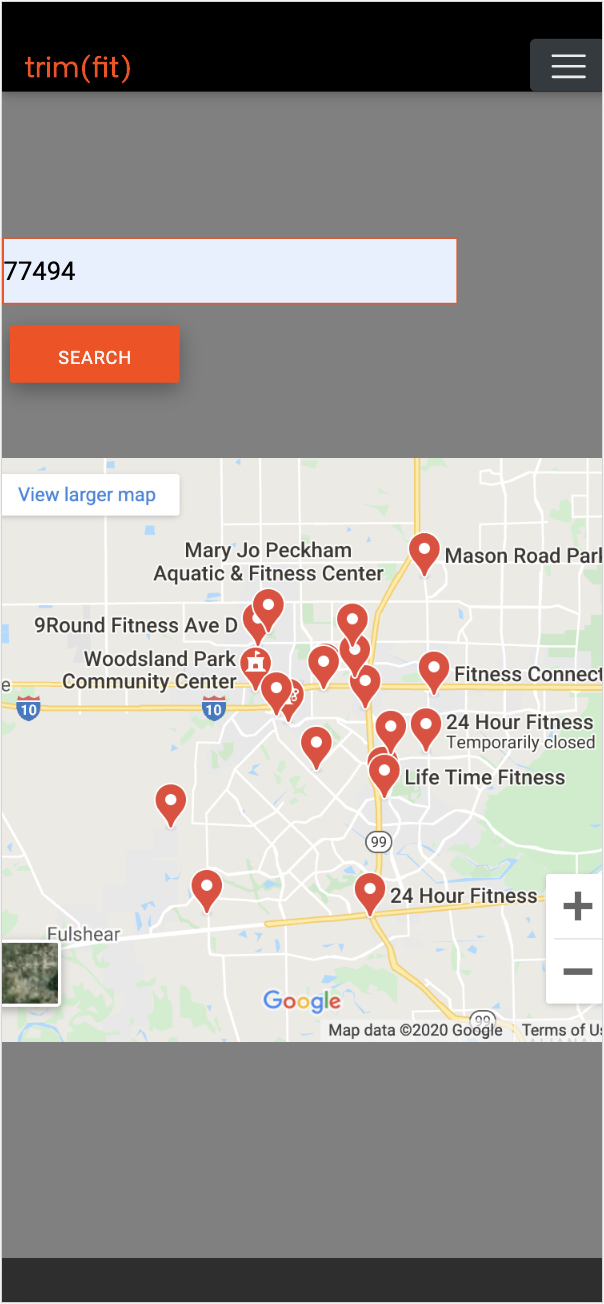 trim(fit)
77494
SEARCH
View larger map
Mary Jo Peckham
Aquatic & Fitness Center
Mason Road Park
9Round Fitness Ave D
Woodsland Park
Community Center
Fitness Connect
e
10
10
24 Hour Fitness
Temporarily closed
Life Time Fitness
99
24 Hour Fitness
Fulshear
Google
99
Map data ©2020 Google
Terms of Us